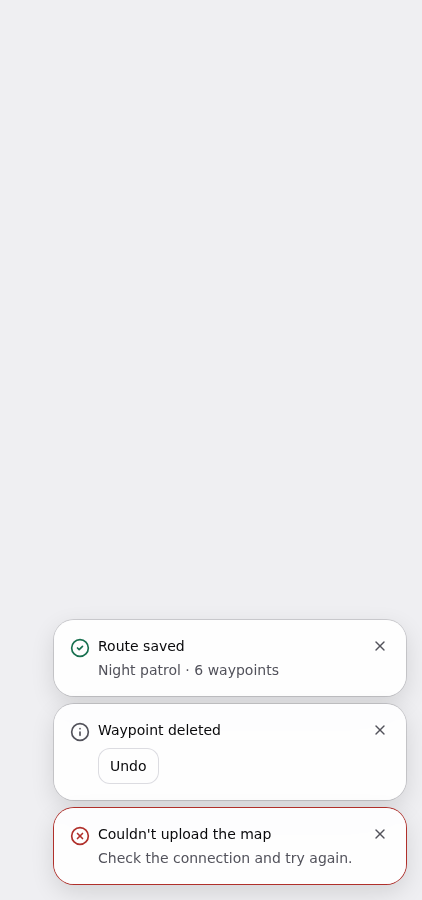 Route saved
Night patrol · 6 waypoints
Waypoint deleted
Undo
Couldn't upload the map
Check the connection and try again.